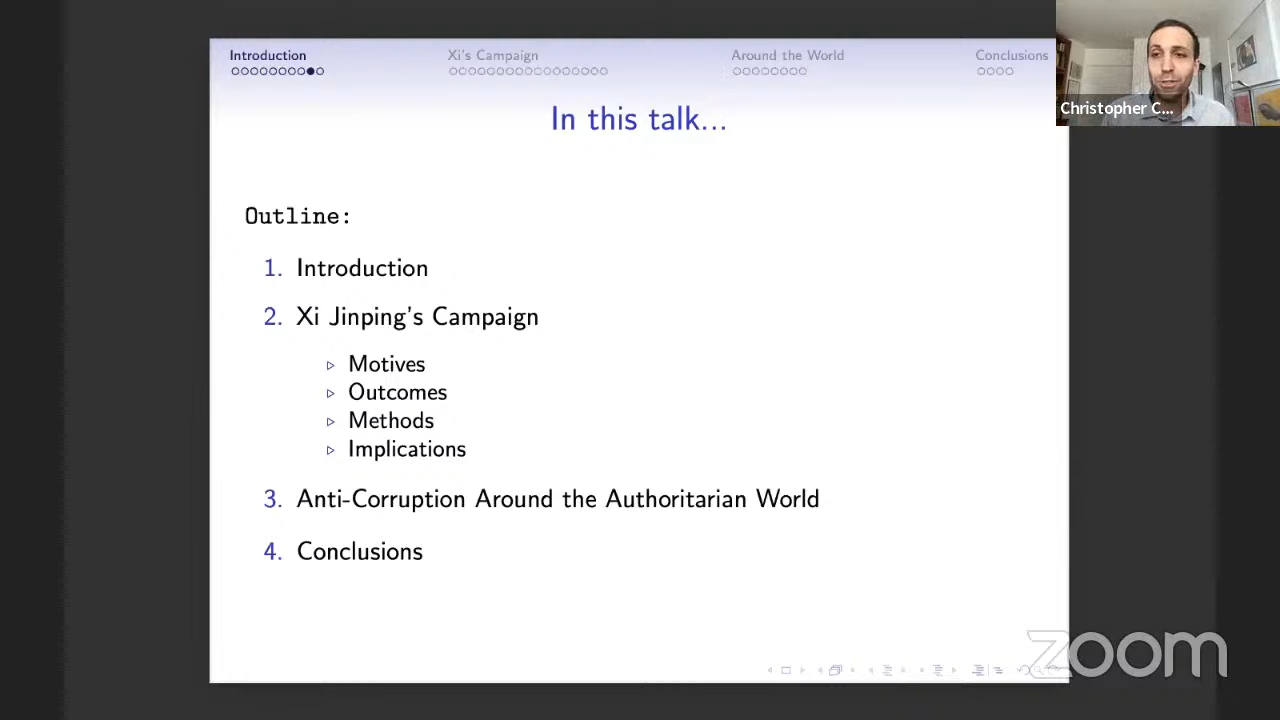 Introduction
Xi's Campaign
Around the World
Conclusions
Christopher C...
In this talk...
Outline:
1. Introduction
2. Xi Jinping's Campaign
Motives
Outcomes
Methods
Implications
3. Anti-Corruption Around the Authoritarian World
4. Conclusions
zoom